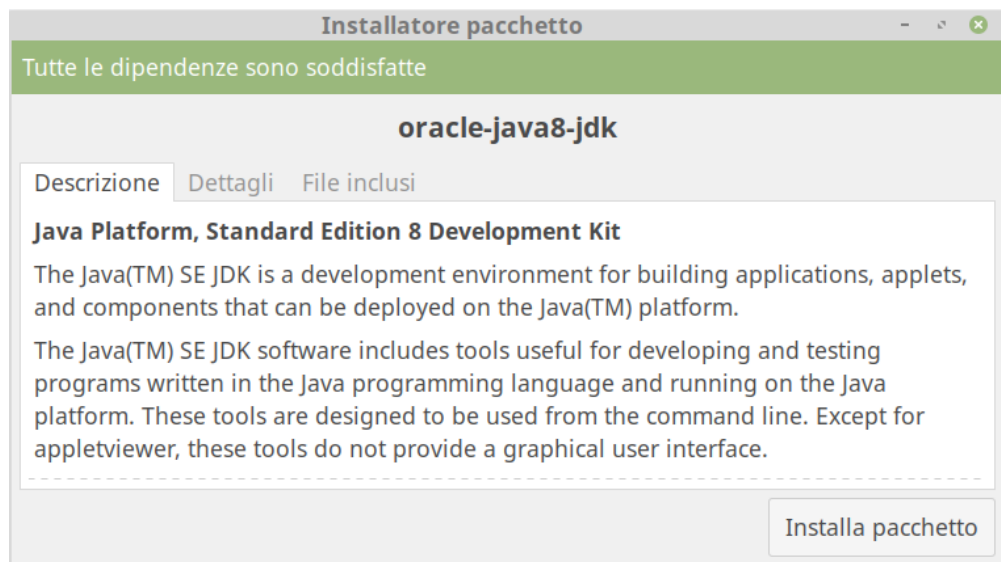 Installatore pacchetto
Tutte le dipendenze sono soddisfatte
oracle-java8-jdk
Descrizione Dettagli File inclusi
Java Platform, Standard Edition 8 Development Kit
The Java(TM) SE JDK is a development environment for building applications, applets,
and components that can be deployed on the Java(TM) platform.
The Java(TM) SE JDK software includes tools useful for developing and testing
programs written in the Java programming language and running on the Java
platform. These tools are designed to be used from the command line. Except for
appletviewer, these tools do not provide a graphical user interface.
Installa pacchetto